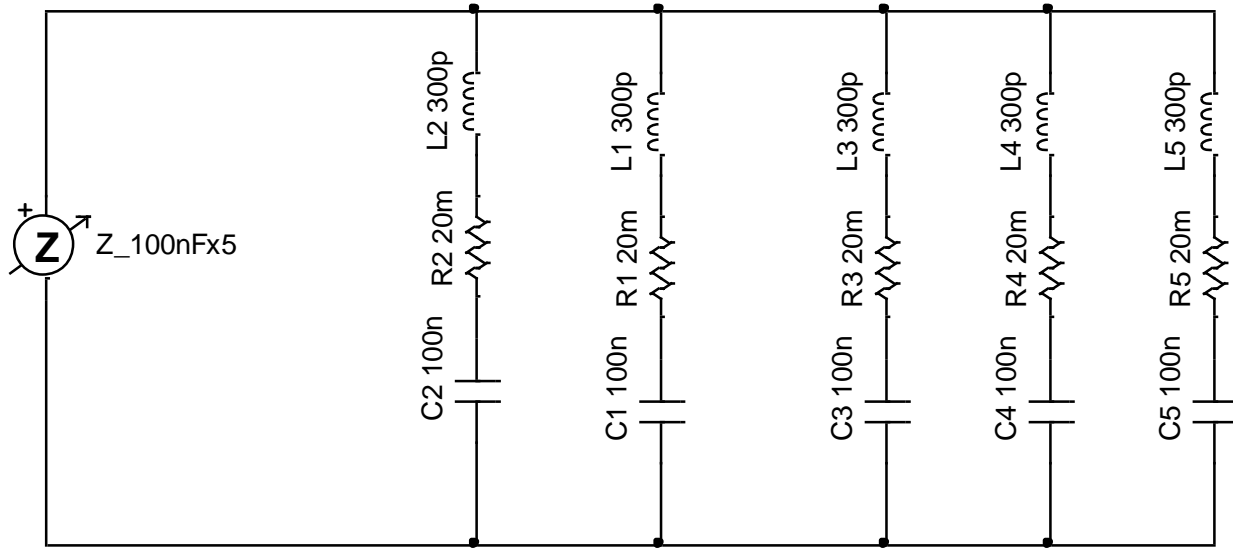 L2 300p
R2 20m
C2 100n
L1 300p
R1 20m
C1 100n
L3 300p
R3 20m
C3 100n
L4 300p
R4 20m
C4 100n
L5 300p
R5 20m
C5 100n
+
Z
Z_100nFx5